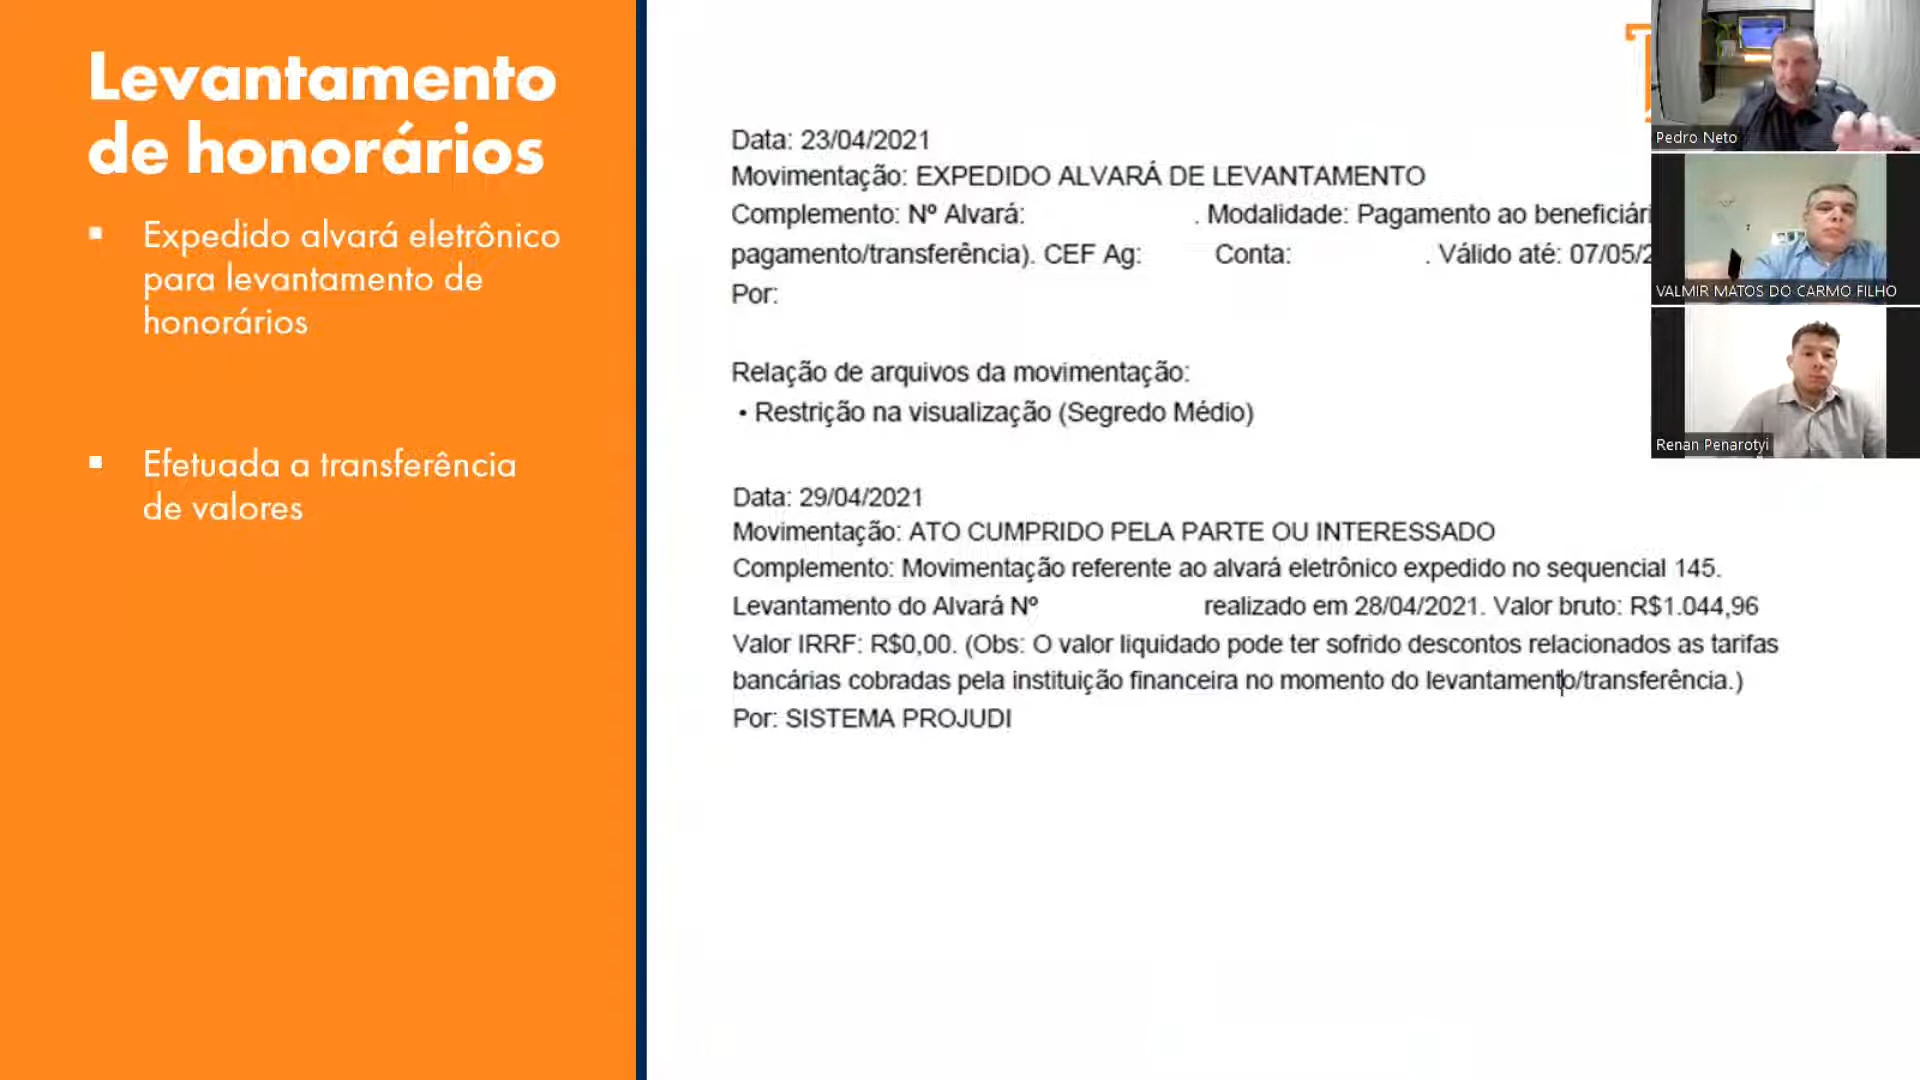 Levantamento
de honorários
▪ Expedido alvará eletrônico
para levantamento de
honorários
▪ Efetuada a transferência
de valores
Data: 23/04/2021
Movimentação: EXPEDIDO ALVARÁ DE LEVANTAMENTO
Complemento: Nº Alvará: . Modalidade: Pagamento ao beneficiári
pagamento/transferência). CEF Ag: Conta: . Válido até: 07/05/2
Por:
Relação de arquivos da movimentação:
• Restrição na visualização (Segredo Médio)
Data: 29/04/2021
Movimentação: ATO CUMPRIDO PELA PARTE OU INTERESSADO
Complemento: Movimentação referente ao alvará eletrônico expedido no sequencial 145.
Levantamento do Alvará Nº realizado em 28/04/2021. Valor bruto: R$1.044,96
Valor IRRF: R$0,00. (Obs: O valor liquidado pode ter sofrido descontos relacionados as tarifas
bancárias cobradas pela instituição financeira no momento do levantamento/transferência.)
Por: SISTEMA PROJUDI
Pedro Neto
VALMIR MATOS DO CARMO FILHO
Renan Penarotyi